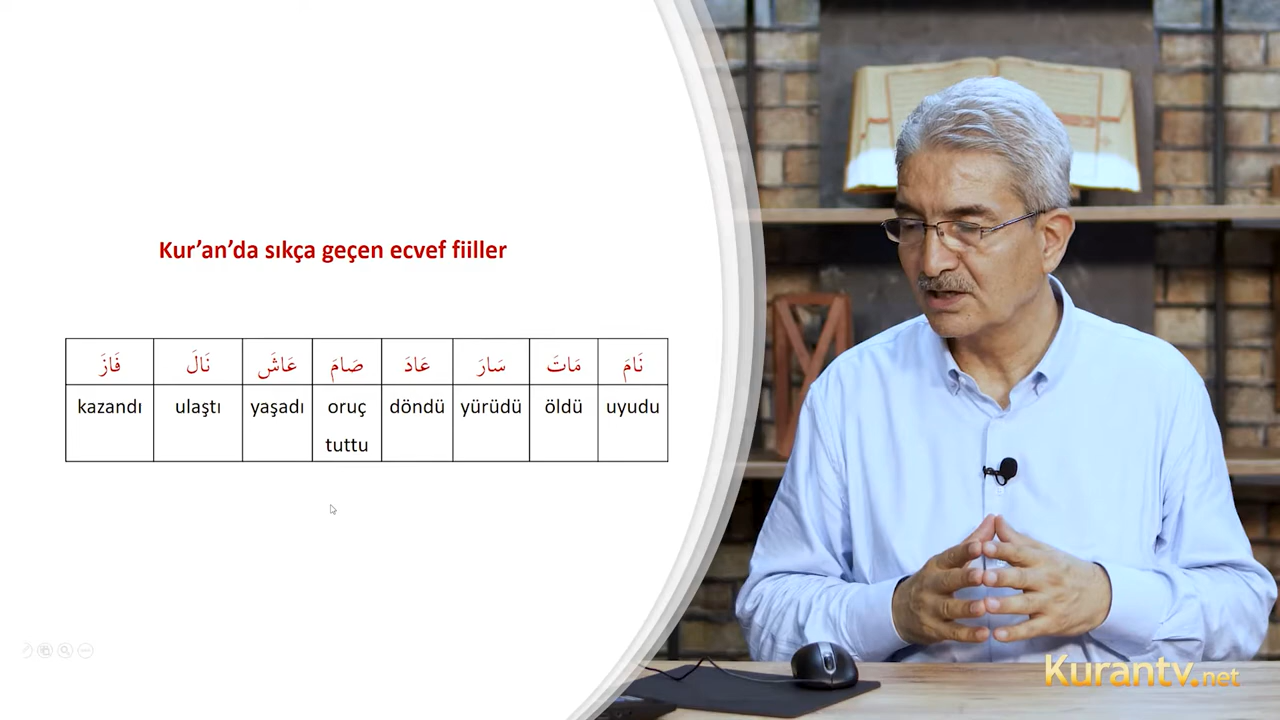 Kur'an'da sıkça geçen ecvef fiiller
فَازَ نَالَ عَاشَ صَامَ عَادَ سَارَ مَاتَ نَامَ
kazandı ulaştı yaşadı oruç döndü yürüdü öldü uyudu
tuttu
Kurantv.net